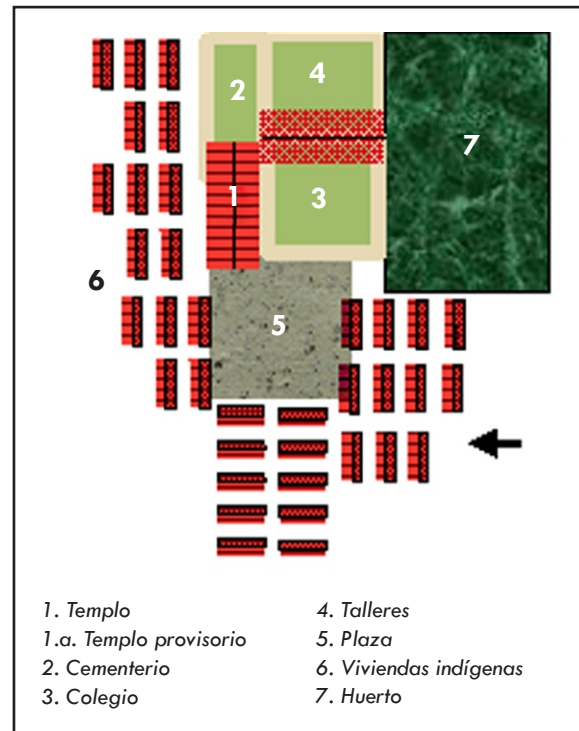 2
4
7
1
3
6
5
1. Templo
1.a. Templo provisorio
2. Cementerio
3. Colegio
4. Talleres
5. Plaza
6. Viviendas indígenas
7. Huerto